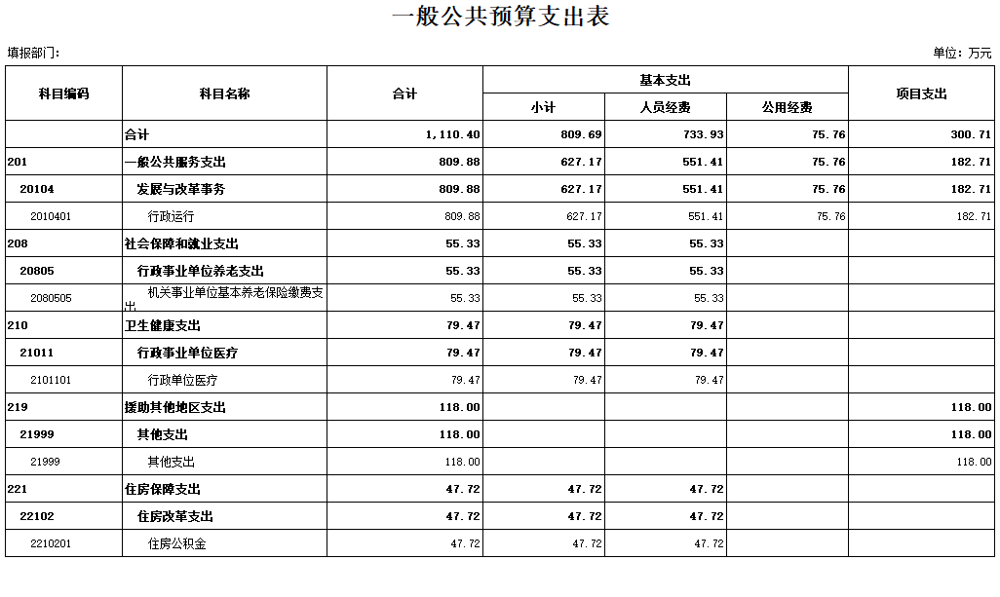 一般公共预算支出表
填报部门: 单位: 万元
科目编码 科目名称 合计 基本支出 项目支出
小计 人员经费 公用经费
合计 1,110.40 809.69 733.93 75.76 300.71
201 一般公共服务支出 809.88 627.17 551.41 75.76 182.71
20104 发展与改革事务 809.88 627.17 551.41 75.76 182.71
2010401 行政运行 809.88 627.17 551.41 75.76 182.71
208 社会保障和就业支出 55.33 55.33 55.33
20805 行政事业单位养老支出 55.33 55.33 55.33
2080505 机关事业单位基本养老保险缴费支
出 55.33 55.33 55.33
210 卫生健康支出 79.47 79.47 79.47
21011 行政事业单位医疗 79.47 79.47 79.47
2101101 行政单位医疗 79.47 79.47 79.47
219 援助其他地区支出 118.00 118.00
21999 其他支出 118.00 118.00
21999 其他支出 118.00 118.00
221 住房保障支出 47.72 47.72 47.72
22102 住房改革支出 47.72 47.72 47.72
2210201 住房公积金 47.72 47.72 47.72